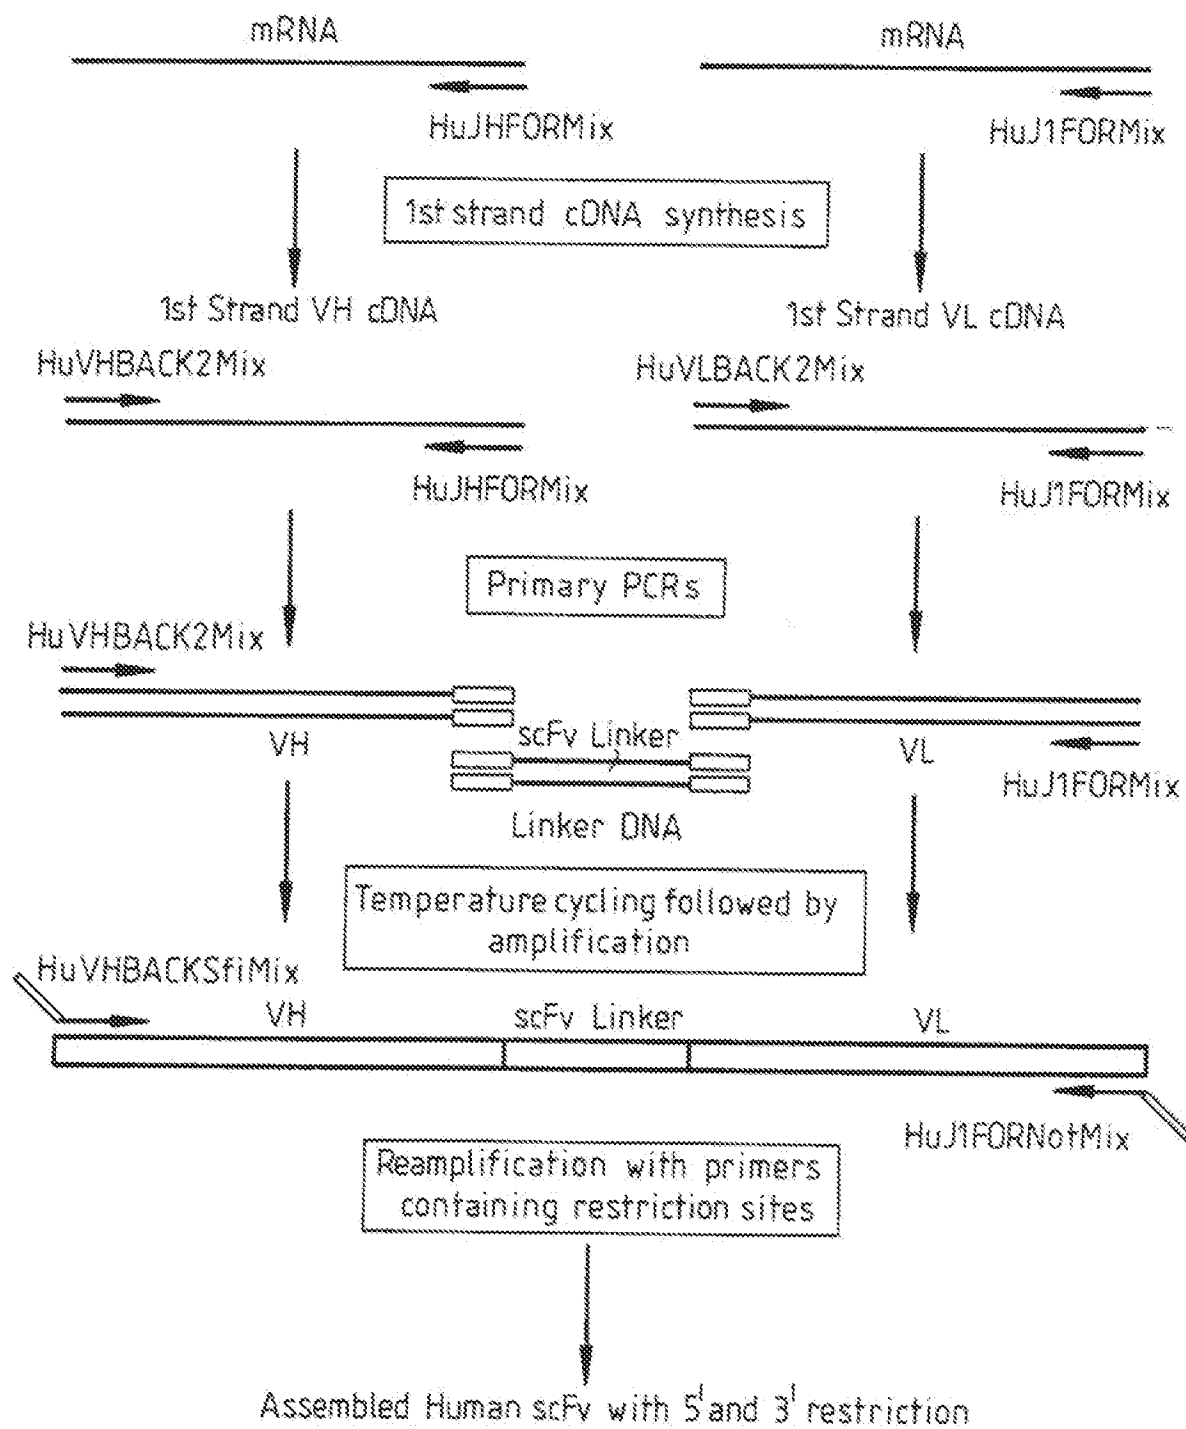 mRNA
mRNA
HuJHFORMix
HuJ1FORMix
1st strand cDNA synthesis
1st Strand VH cDNA
1st Strand VL cDNA
HuVHBACK2Mix
HuVLBACK2Mix
HuJHFORMix
HuJ1FORMix
Primary PCRs
HuVHBACK2Mix
VH
scFv Linker
VL
HuJ1FORMix
Linker DNA
Temperature cycling followed by
amplification
HuVHBACKSfiMix
VH
scFv Linker
VL
HuJ1FORNotMix
Reamplification with primers
containing restriction sites
Assembled Human scFv with 5' and 3' restriction